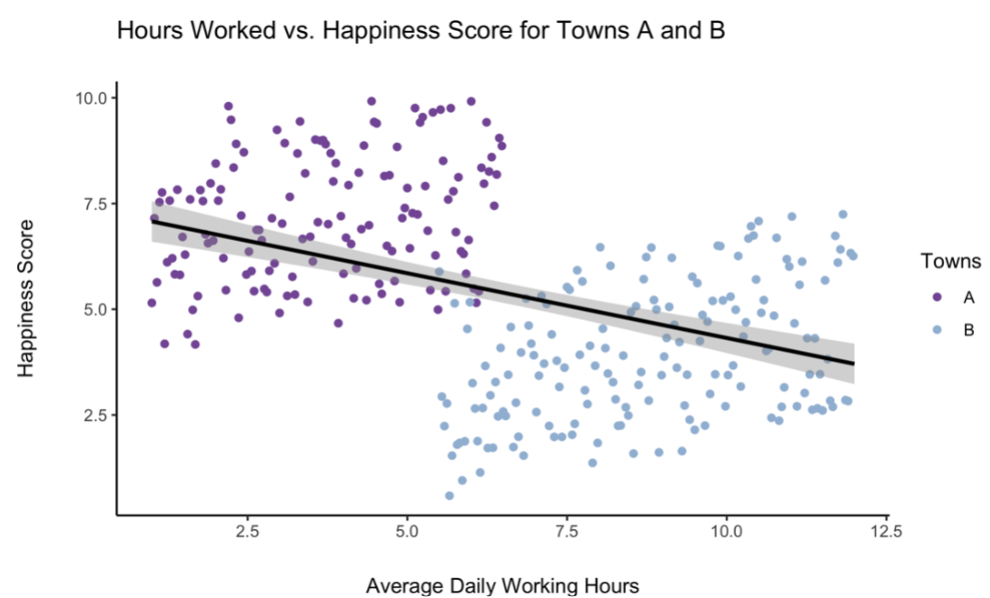 Hours Worked vs. Happiness Score for Towns A and B
10.0
7.5
5.0
2.5
Happiness Score
2.5 5.0 7.5 10.0 12.5
Average Daily Working Hours
Towns
A
B